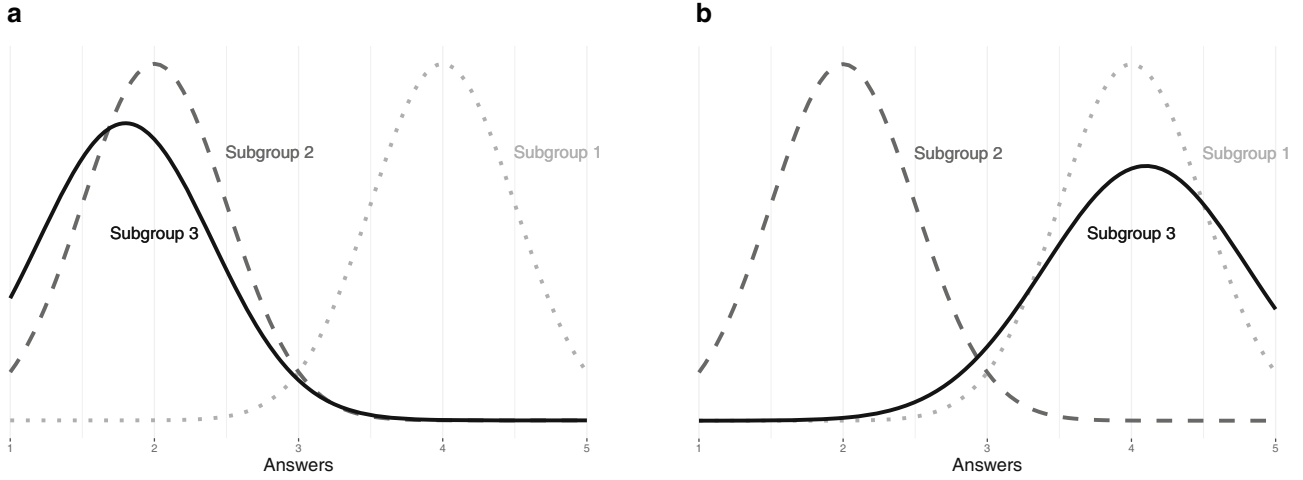 a
Subgroup 2
Subgroup 1
Subgroup 3
1 2 3 4 5
Answers
b
Subgroup 2
Subgroup 1
Subgroup 3
1 2 3 4 5
Answers